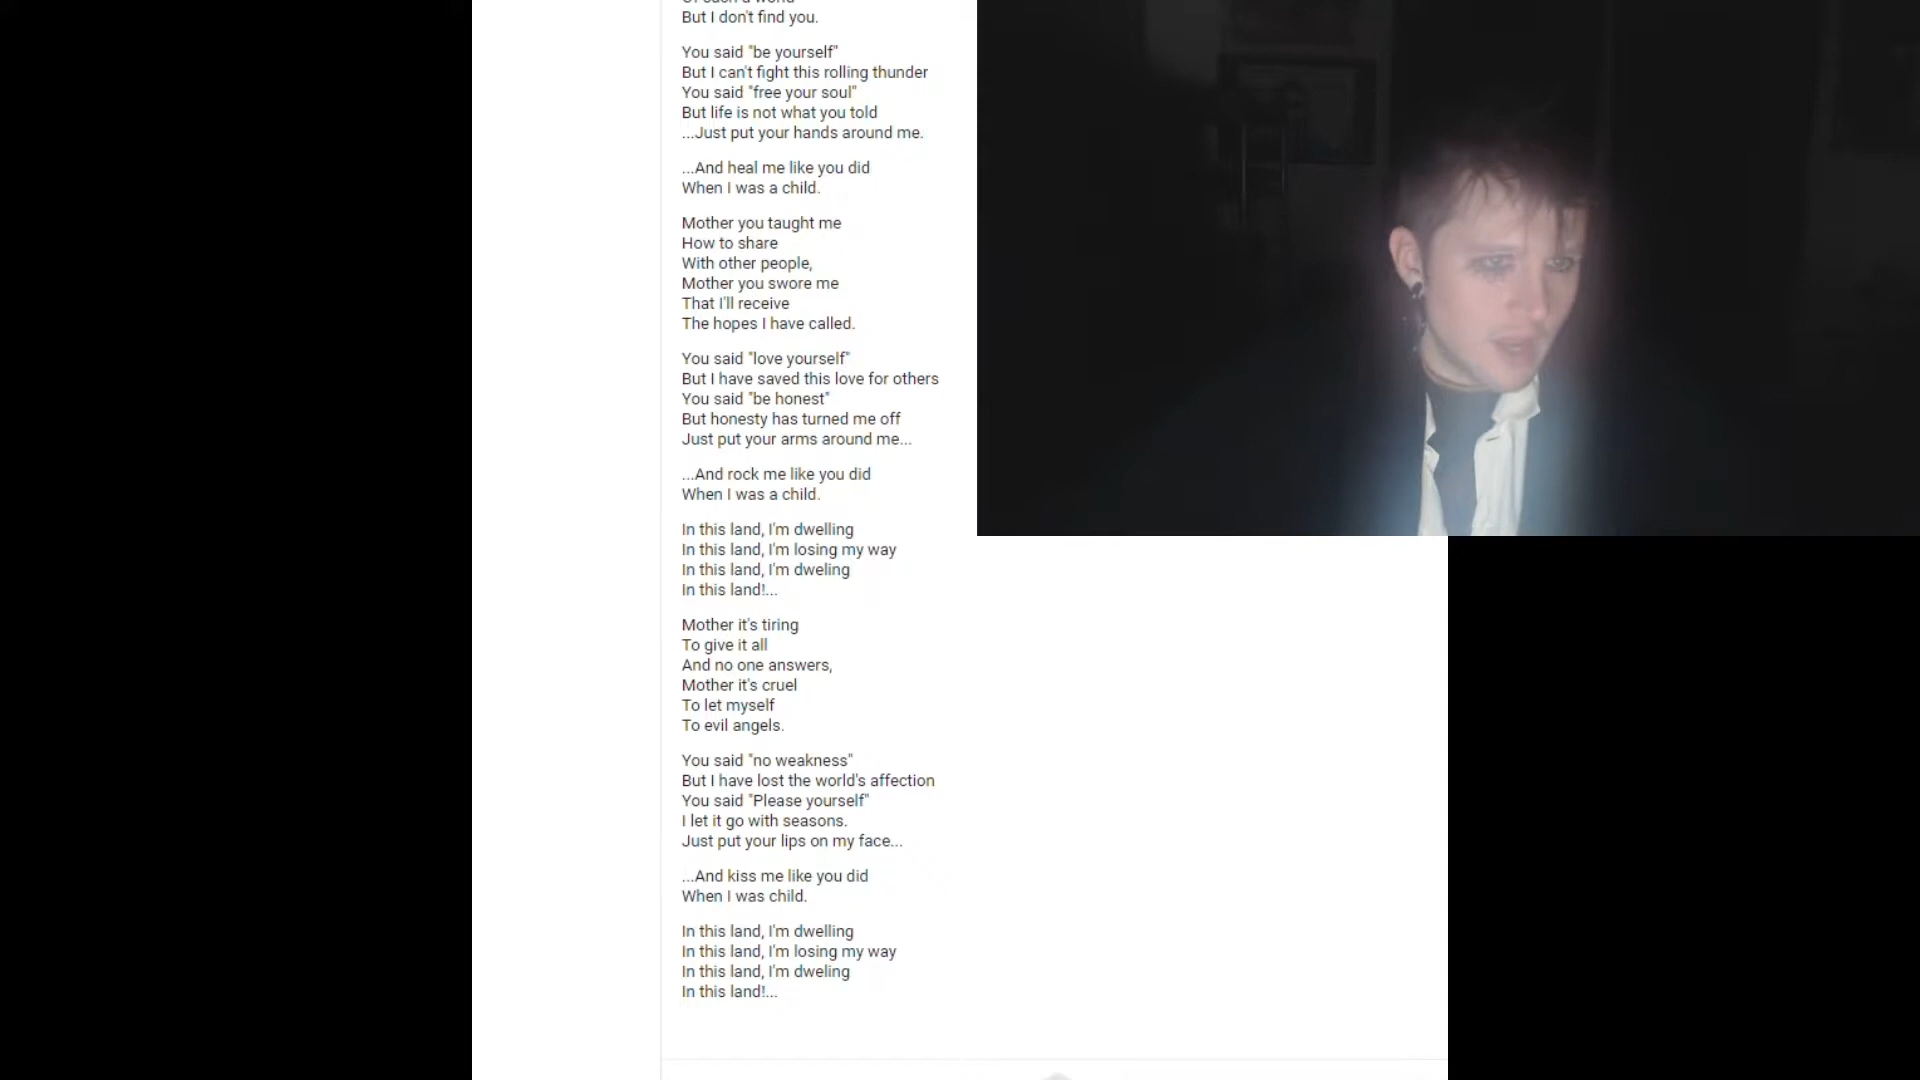 But I don't find you.
You said "be yourself"
But I can't fight this rolling thunder
You said "free your soul"
But life is not what you told
...Just put your hands around me.
...And heal me like you did
When I was a child.
Mother you taught me
How to share
With other people,
Mother you swore me
That I'll receive
The hopes I have called.
You said "love yourself"
But I have saved this love for others
You said "be honest"
But honesty has turned me off
Just put your arms around me...
...And rock me like you did
When I was a child.
In this land, I'm dwelling
In this land, I'm losing my way
In this land, I'm dweling
In this land!...
Mother it's tiring
To give it all
And no one answers,
Mother it's cruel
To let myself
To evil angels.
You said "no weakness"
But I have lost the world's affection
You said "Please yourself"
I let it go with seasons.
Just put your lips on my face...
...And kiss me like you did
When I was child.
In this land, I'm dwelling
In this land, I'm losing my way
In this land, I'm dweling
In this land!...